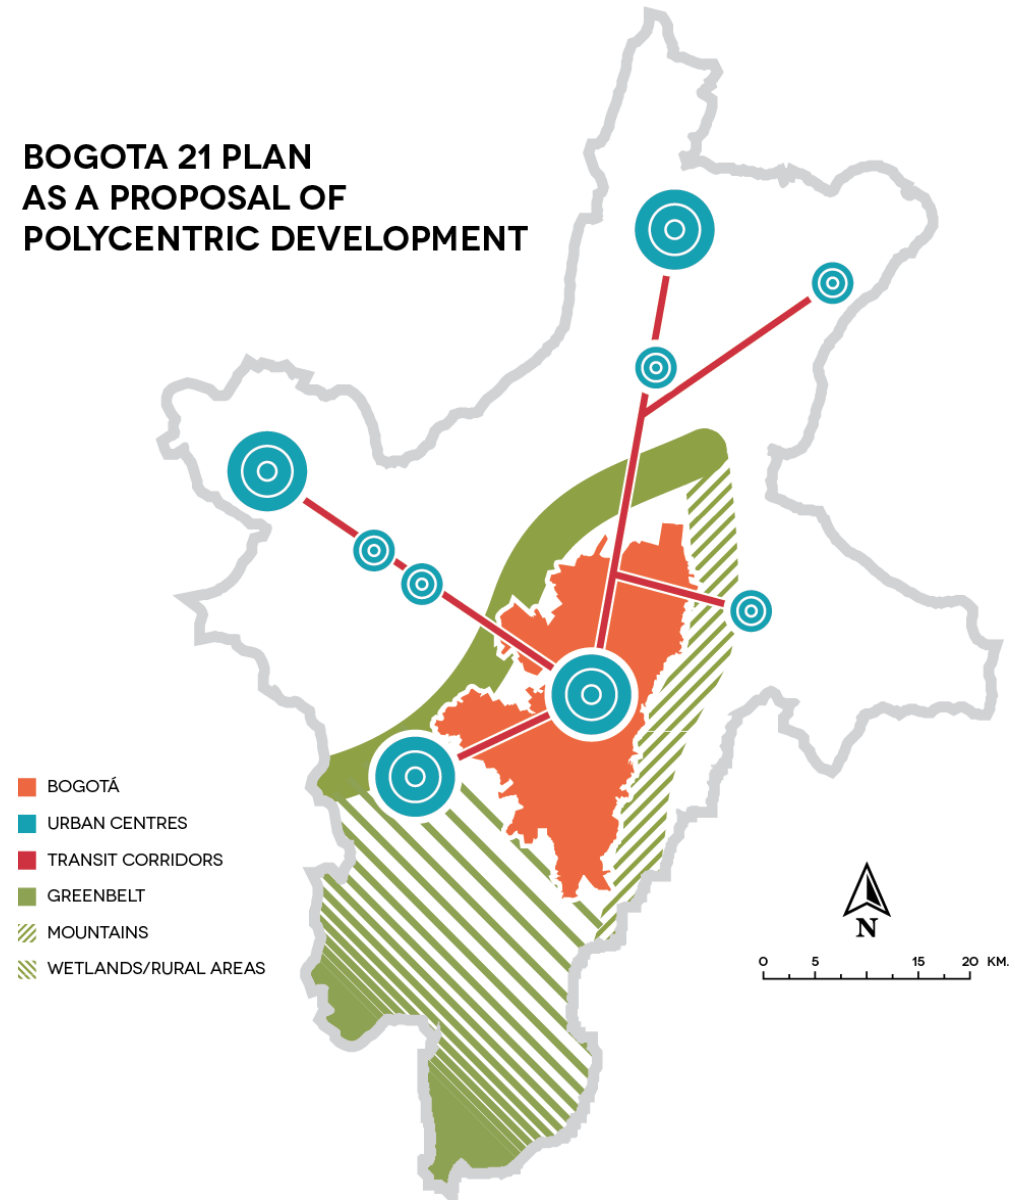 BOGOTA 21 PLAN
AS A PROPOSAL OF
POLYCENTRIC DEVELOPMENT
BOGOTÁ
URBAN CENTRES
TRANSIT CORRIDORS
GREENBELT
MOUNTAINS
WETLANDS/RURAL AREAS
N
0 5 15 20 KM.